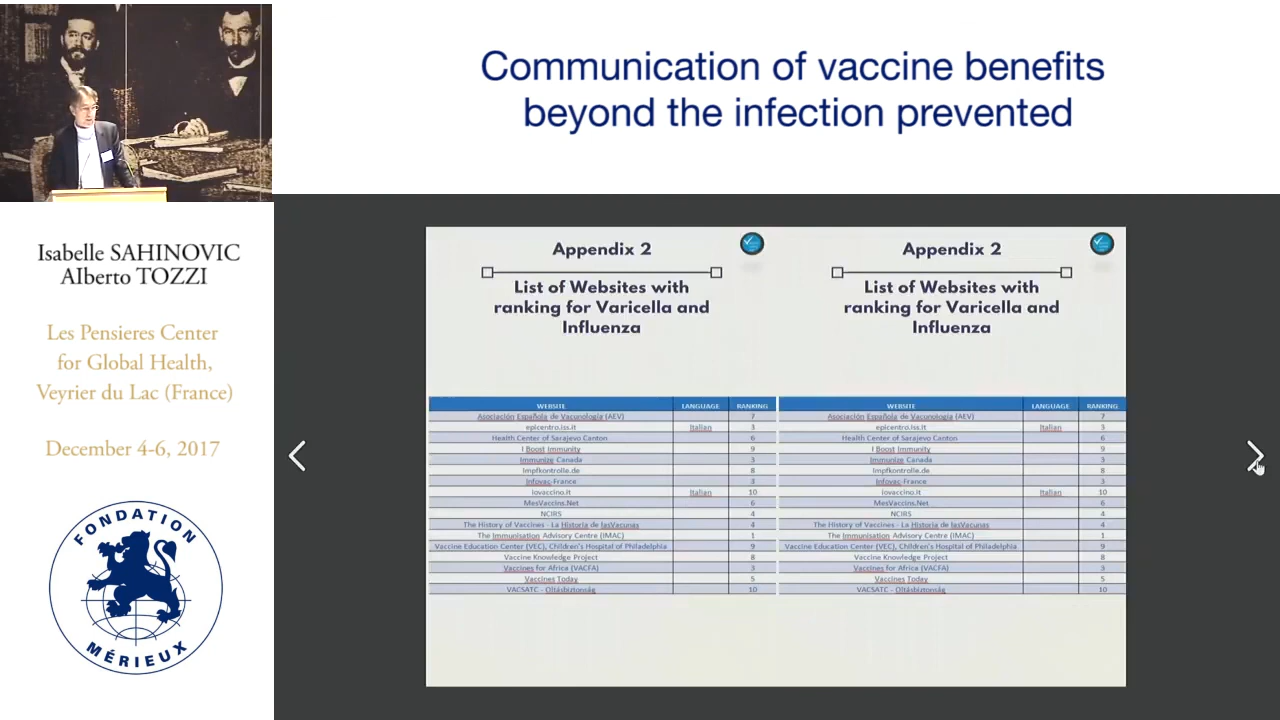 Communication of vaccine benefits
beyond the infection prevented
Isabelle SAHINOVIC
Alberto TOZZI
Les Pensieres Center
for Global Health,
Veyrier du Lac (France)
December 4-6, 2017
FONDATION
MÉRIEUX
Appendix 2
List of Websites with
ranking for Varicella and
Influenza
WEBSITE LANGUAGE RANKING
Asociación Española de Vacunología (AEV) 7
epicentro.iss.it Italian 3
Health Center of Sarajevo Canton 6
I Boost Immunity 9
Immunize Canada 3
Impfkontrolle.de 8
Infovac France 3
iovaccino.it Italian 10
MesVaccins.Net 6
NCIRS 4
The History of Vaccines - La Historia de lasVacunas 4
The Immunisation Advisory Centre (IMAC) 1
Vaccine Education Center (VEC), Children's Hospital of Philadelphia 9
Vaccine Knowledge Project 8
Vaccines for Africa (VACFA) 3
Vaccines Today 5
VACSATC - Oltásbiztonság 10
Appendix 2
List of Websites with
ranking for Varicella and
Influenza
WEBSITE LANGUAGE RANKING
Asociación Española de Vacunología (AEV) 7
epicentro.iss.it Italian 3
Health Center of Sarajevo Canton 6
I Boost Immunity 9
Immunize Canada 3
Impfkontrolle.de 8
Infovac France 3
iovaccino.it Italian 10
MesVaccins.Net 6
NCIRS 4
The History of Vaccines - La Historia de lasVacunas 4
The Immunisation Advisory Centre (IMAC) 1
Vaccine Education Center (VEC), Children's Hospital of Philadelphia 9
Vaccine Knowledge Project 8
Vaccines for Africa (VACFA) 3
Vaccines Today 5
VACSATC - Oltásbiztonság 10